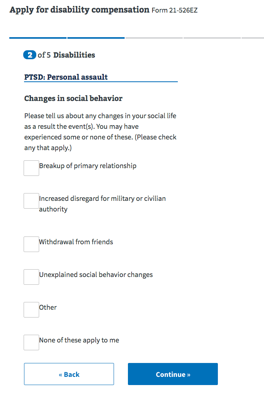 Apply for disability compensation Form 21-526EZ
2 of 5 Disabilities
PTSD: Personal assault
Changes in social behavior
Please tell us about any changes in your social life
as a result the event(s). You may have
experienced some or none of these. (Please check
any that apply.)
Breakup of primary relationship
Increased disregard for military or civilian
authority
Withdrawal from friends
Unexplained social behavior changes
Other
None of these apply to me
« Back
Continue »